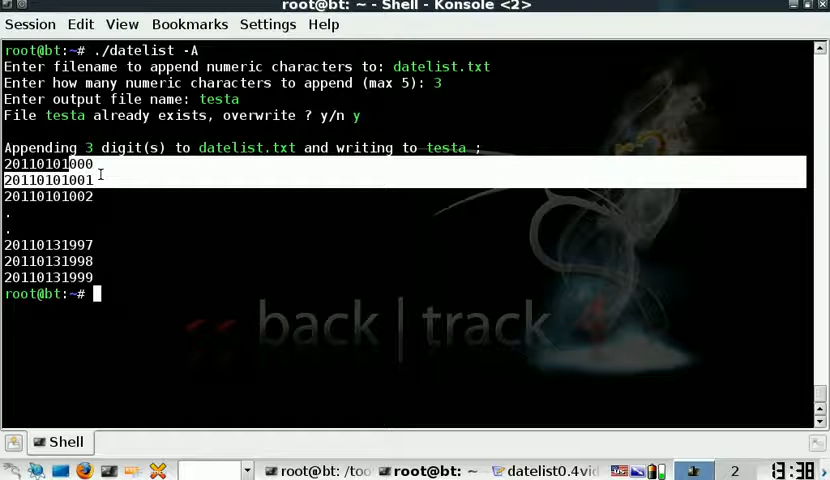 root@bt: ~ - Shell - Konsole <2>
Session Edit View Bookmarks Settings Help
root@bt:~# ./datelist -A
Enter filename to append numeric characters to: datelist.txt
Enter how many numeric characters to append (max 5): 3
Enter output file name: testa
File testa already exists, overwrite ? y/n y
Appending 3 digit(s) to datelist.txt and writing to testa ;
20110101000
20110101001
20110101002
.
.
20110131997
20110131998
20110131999
root@bt:~#
<< back | track 4
Shell
root@bt: /too root@bt: ~ datelist0.4vid 2 13:38